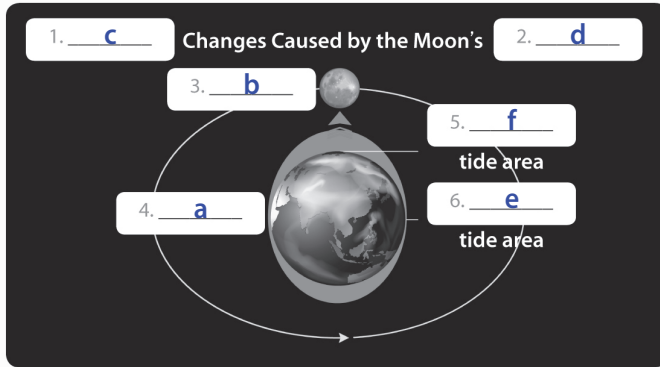 1. c Changes Caused by the Moon's 2. d
3. b
5. f
tide area
4. a
6. e
tide area